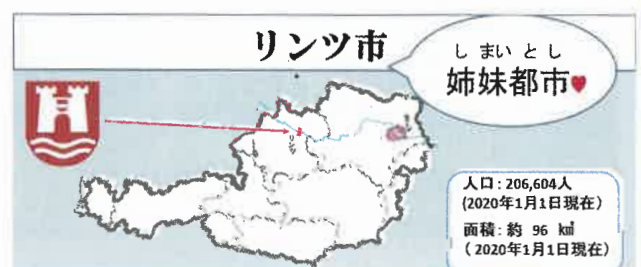 リンツ市
し まい と し
姉妹都市♥
人口：206,604人
(2020年1月1日現在)
面積：約 96 ㎢
(2020年1月1日現在)